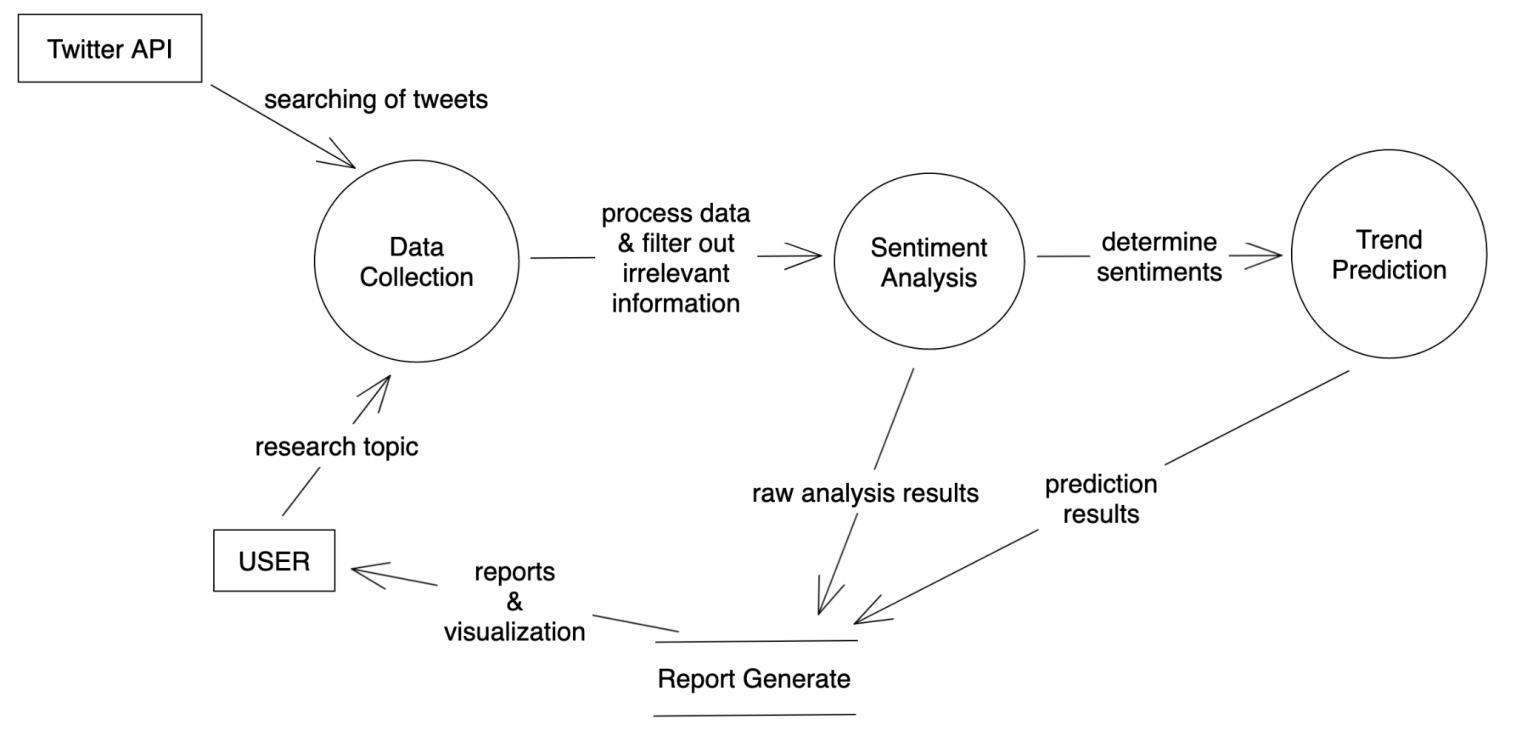 Twitter API
searching of tweets
Data
Collection
process data
& filter out
irrelevant
information
Sentiment
Analysis
determine
sentiments
Trend
Prediction
research topic
raw analysis results
prediction
results
USER
reports
&
visualization
Report Generate